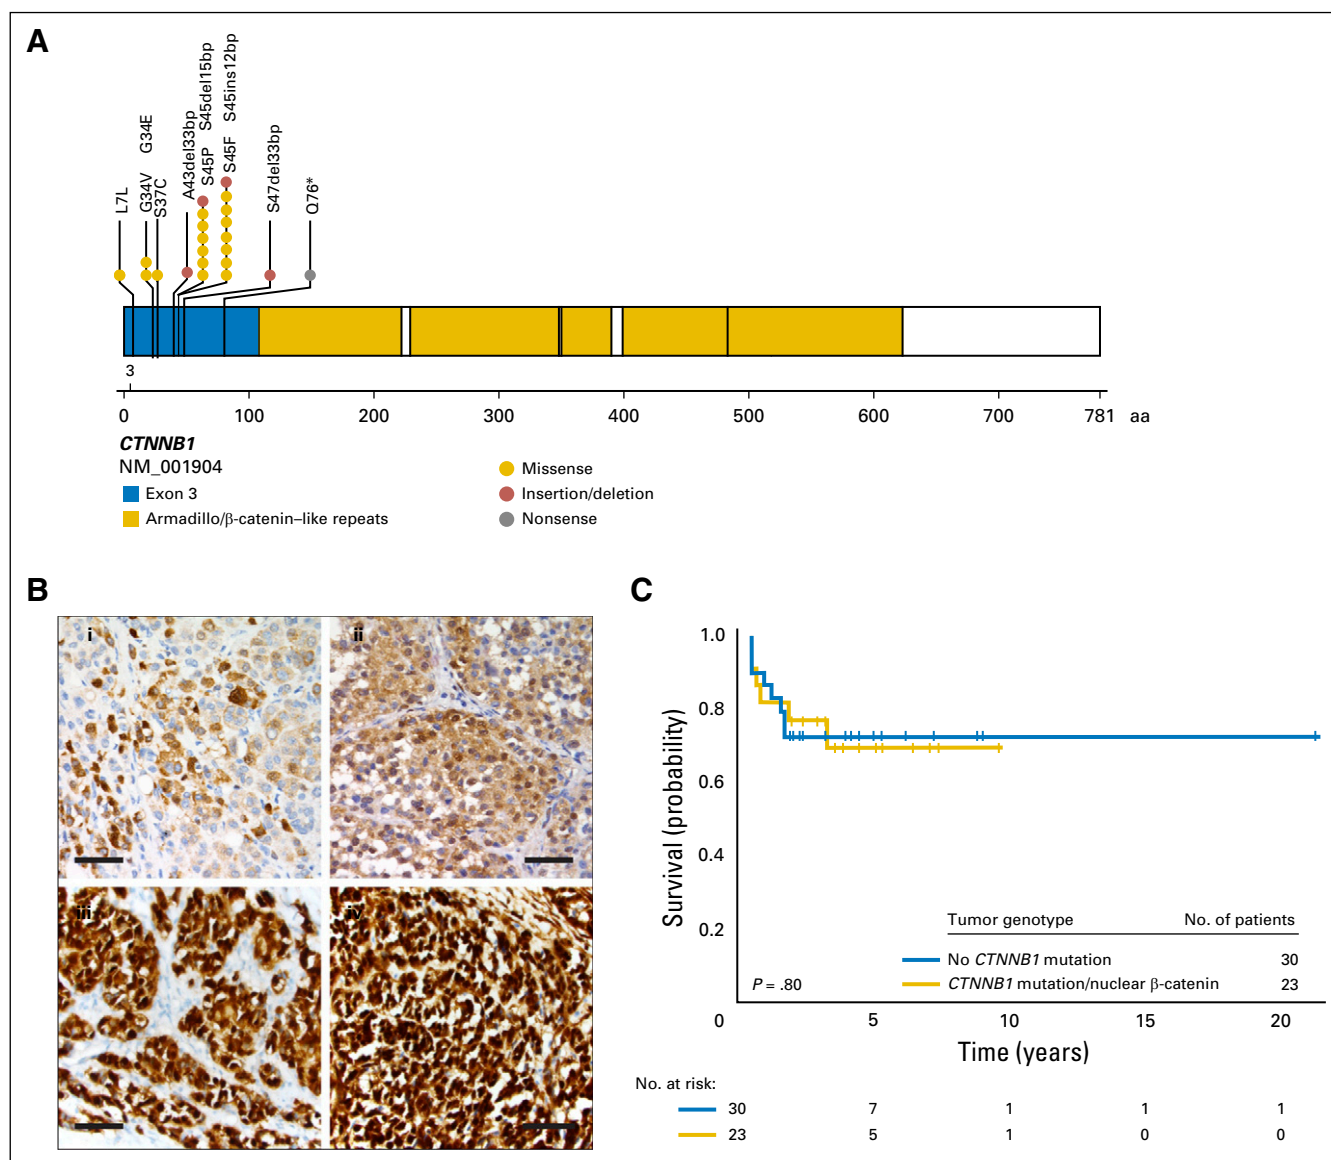 A
L7L
G34V G34E
S37C
A43del33bp
S45P S45del15bp
S45F S45ins12bp
S47del33bp
Q76*
3
0 100 200 300 400 500 600 700 781 aa
CTNNB1
NM_001904
Exon 3
Armadillo/β-catenin–like repeats
Missense
Insertion/deletion
Nonsense
B
i
ii
iii
iv
C
Survival (probability)
1.0
0.8
0.6
0.4
0.2
Tumor genotype No. of patients
No CTNNB1 mutation 30
CTNNB1 mutation/nuclear β-catenin 23
P = .80
0 5 10 15 20
Time (years)
No. at risk:
30 7 1 1 1
23 5 1 0 0